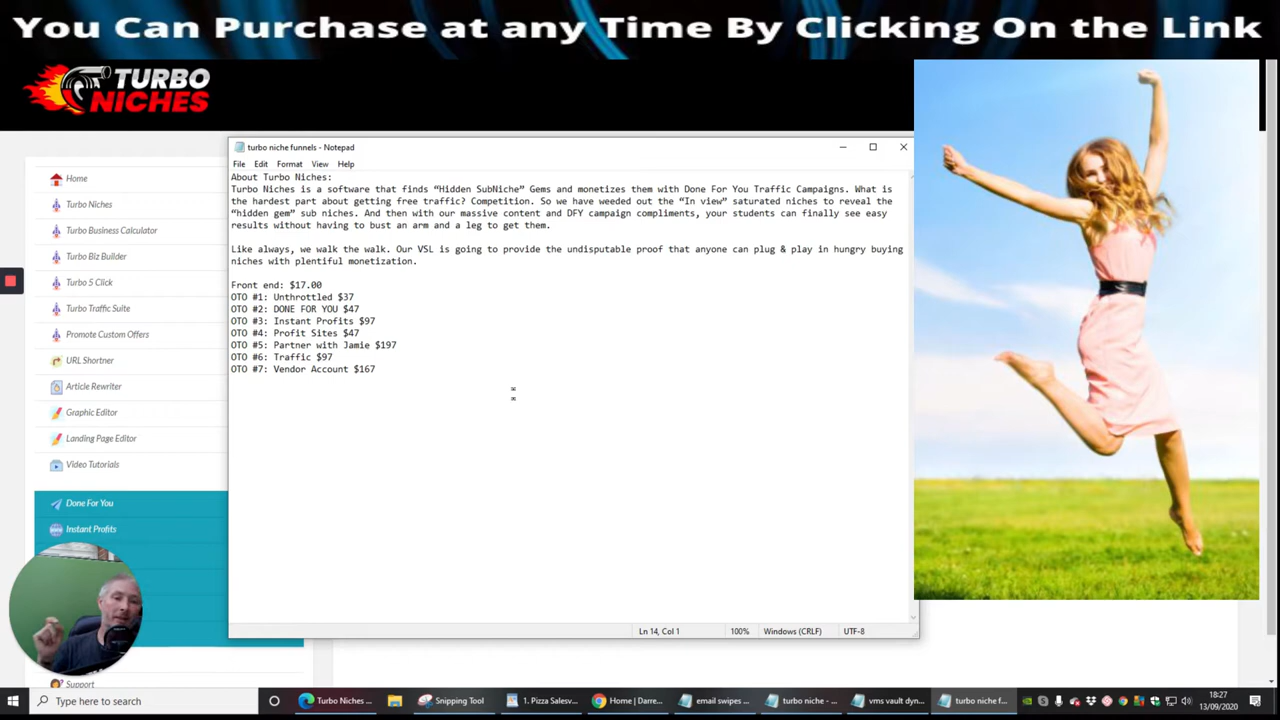 You Can Purchase at any Time By Clicking On the Link
TURBO
NICHES
turbo niche funnels - Notepad
File Edit Format View Help
About Turbo Niches:
Turbo Niches is a software that finds “Hidden SubNiche” Gems and monetizes them with Done For You Traffic Campaigns. What is
the hardest part about getting free traffic? Competition. So we have weeded out the “In view” saturated niches to reveal the
“hidden gem” sub niches. And then with our massive content and DFY campaign compliments, your students can finally see easy
results without having to bust an arm and a leg to get them.
Like always, we walk the walk. Our VSL is going to provide the undisputable proof that anyone can plug & play in hungry buying
niches with plentiful monetization.
Front end: $17.00
OTO #1: Unthrottled $37
OTO #2: DONE FOR YOU $47
OTO #3: Instant Profits $97
OTO #4: Profit Sites $47
OTO #5: Partner with Jamie $197
OTO #6: Traffic $97
OTO #7: Vendor Account $167
Ln 14, Col 1 100% Windows (CRLF) UTF-8
Home
Turbo Niches
Turbo Business Calculator
Turbo Biz Builder
Turbo 5 Click
Turbo Traffic Suite
Promote Custom Offers
URL Shortner
Article Rewriter
Graphic Editor
Landing Page Editor
Video Tutorials
Done For You
Instant Profits
Support
Type here to search
Turbo Niches ...
Snipping Tool
1. Pizza Salesv...
Home | Darre...
email swipes ...
turbo niche - ...
vms vault dyn...
turbo niche f...
18:27
13/09/2020